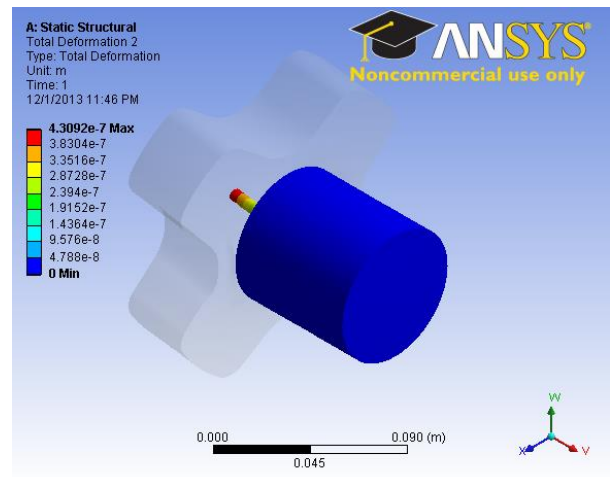 A: Static Structural
Total Deformation 2
Type: Total Deformation
Unit: m
Time: 1
12/1/2013 11:46 PM
ANSYS
Noncommercial use only
4.3092e-7 Max
3.8304e-7
3.3516e-7
2.8728e-7
2.394e-7
1.9152e-7
1.4364e-7
9.576e-8
4.788e-8
0 Min
0.000
0.090 (m)
0.045
W
X
V